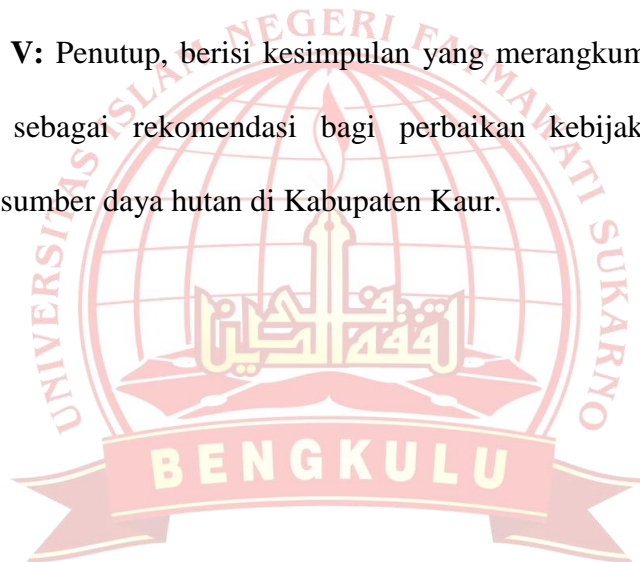 V: Penutup, berisi kesimpulan yang merangkum
sebagai rekomendasi bagi perbaikan kebijak
sumber daya hutan di Kabupaten Kaur.
UNIVERSITAS ISLAM NEGERI FATMAWATI SUKARNO
BENGKULU